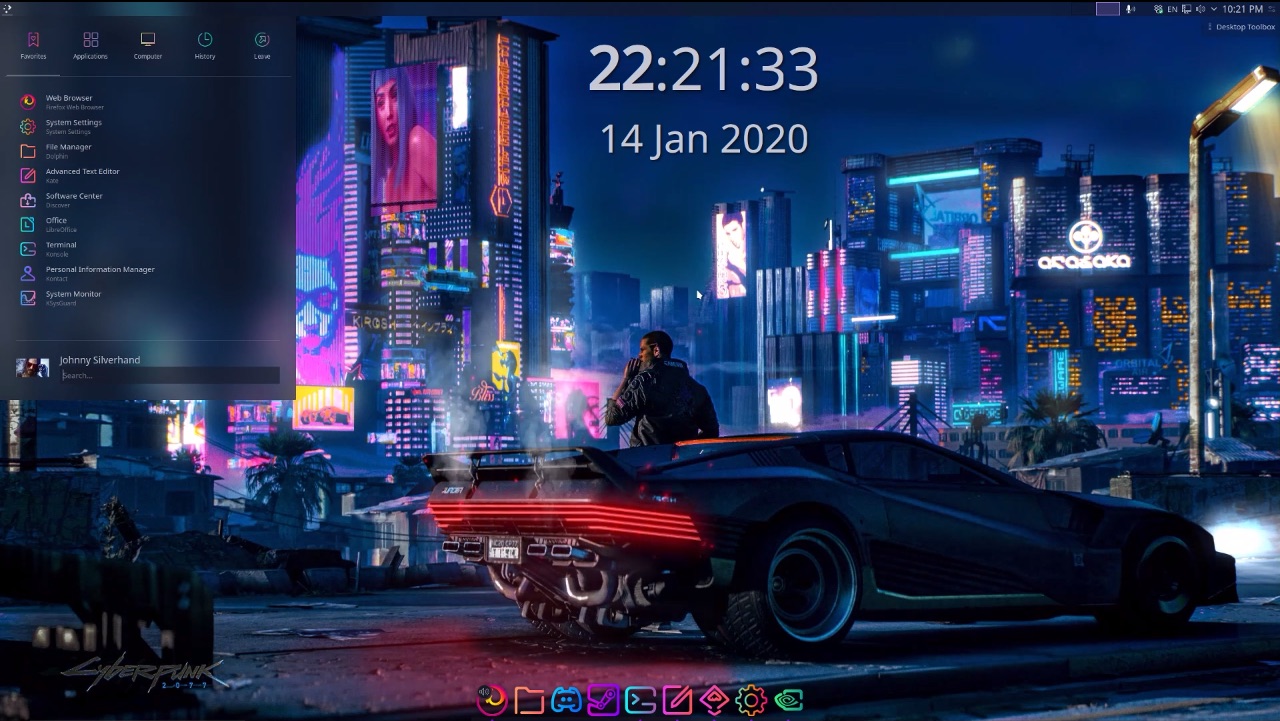 EN
10:21 PM
Desktop Toolbox
Favorites
Applications
Computer
History
Leave
Web Browser
Firefox Web Browser
System Settings
System Settings
File Manager
Dolphin
Advanced Text Editor
Kate
Software Center
Discover
Office
LibreOffice
Terminal
Konsole
Personal Information Manager
Kontact
System Monitor
KSysGuard
Johnny Silverhand
Search...
22:21:33
14 Jan 2020
arasaka
Cyberpunk
2077